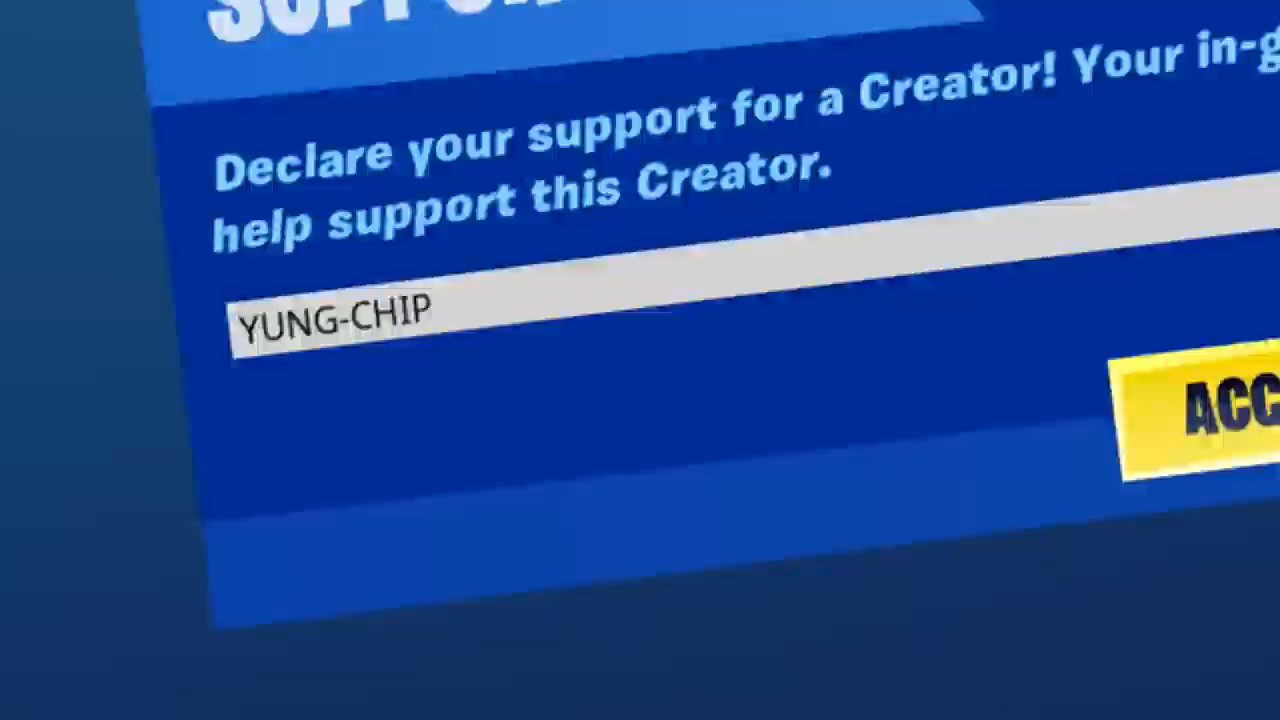 Declare your support for a Creator! Your in-g
help support this Creator.
YUNG-CHIP
ACC